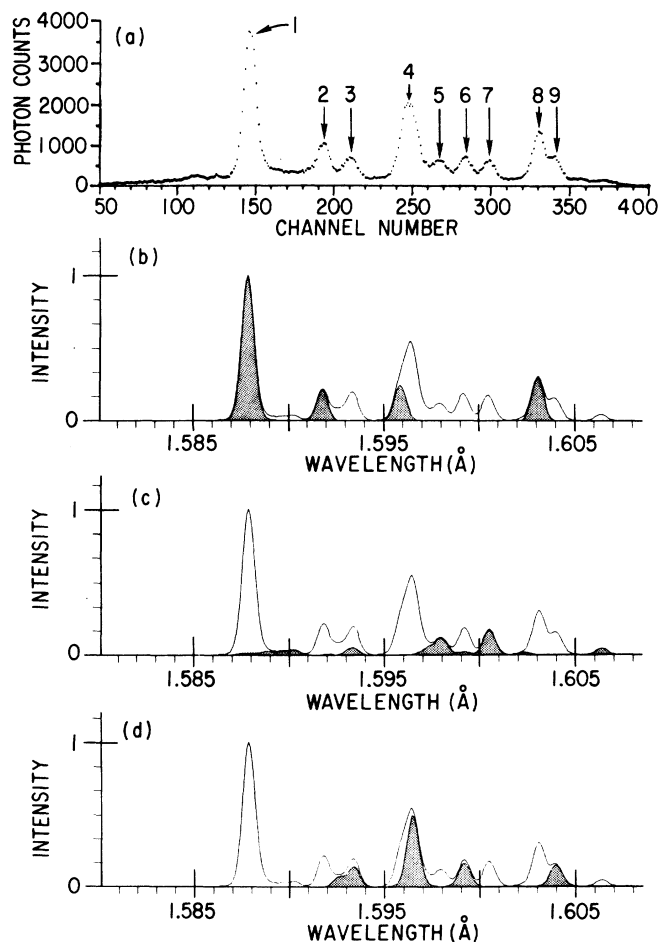 (a)
PHOTON COUNTS
4000
3000
2000
1000
0
1
2
3
4
5
6
7
8
9
50 100 150 200 250 300 350 400
CHANNEL NUMBER
(b)
INTENSITY
1
0
1.585 1.595 1.605
WAVELENGTH (Å)
(c)
INTENSITY
1
0
1.585 1.595 1.605
WAVELENGTH (Å)
(d)
INTENSITY
1
0
1.585 1.595 1.605
WAVELENGTH (Å)